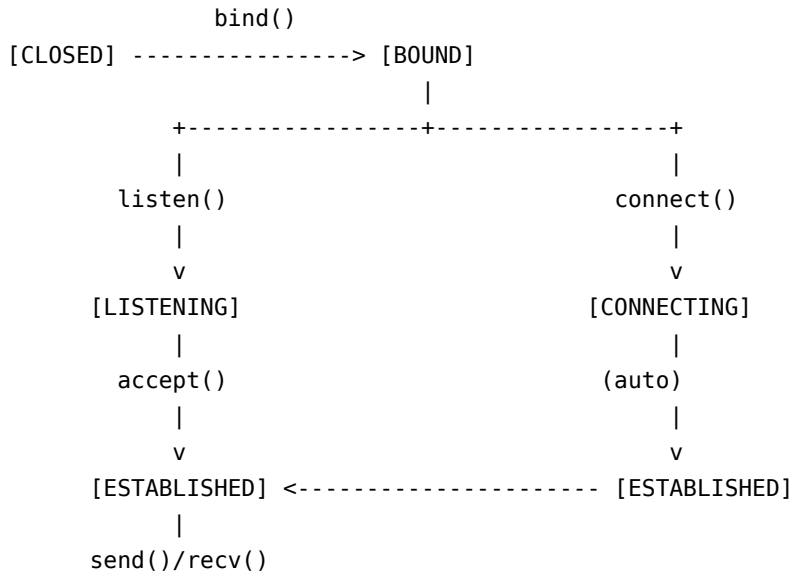 bind()
[CLOSED] ----------------> [BOUND]
|
+-----------------+-----------------+
| |
listen() connect()
| |
v v
[LISTENING] [CONNECTING]
| |
accept() (auto)
| |
v v
[ESTABLISHED] <---------------------- [ESTABLISHED]
|
send()/recv()